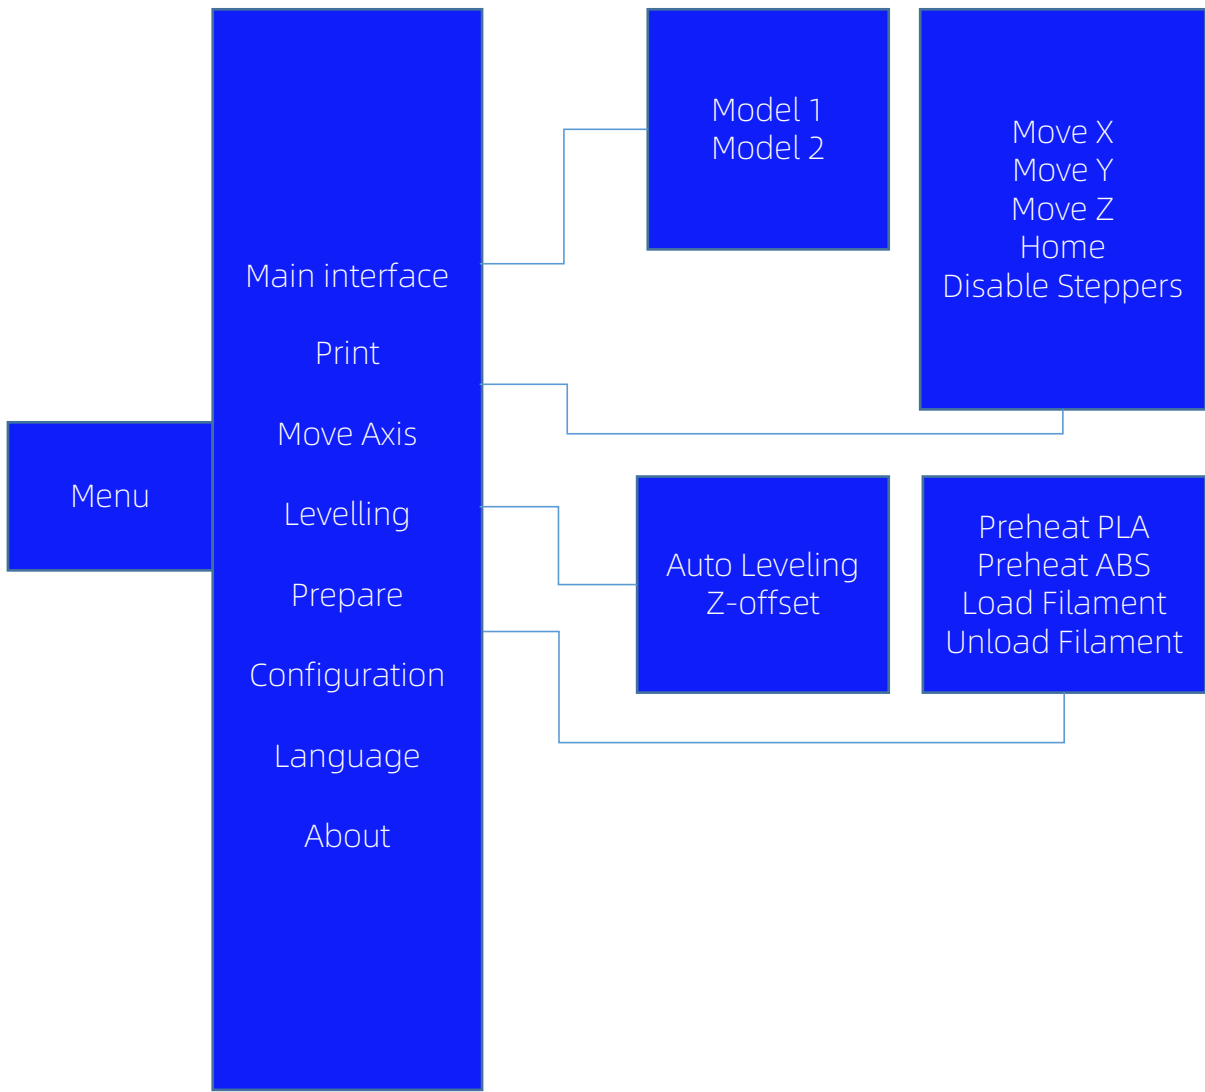 Menu
Main interface
Print
Move Axis
Levelling
Prepare
Configuration
Language
About
Model 1
Model 2
Move X
Move Y
Move Z
Home
Disable Steppers
Auto Leveling
Z-offset
Preheat PLA
Preheat ABS
Load Filament
Unload Filament